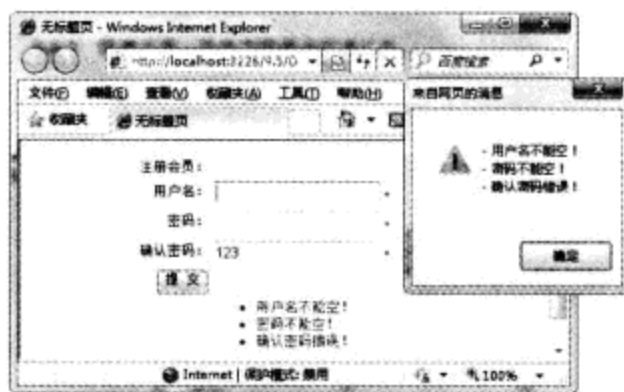 无标题页 - Windows Internet Explorer
http://localhost:3226/9.5/D
百度搜索
文件(F) 编辑(E) 查看(V) 收藏夹(A) 工具(T) 帮助(H)
收藏夹 无标题页
来自网页的消息
- 用户名不能空！
- 密码不能空！
- 确认密码错误！
确定
注册会员：
用户名： *
密码： *
确认密码： 123 *
提 交
• 用户名不能空！
• 密码不能空！
• 确认密码错误！
Internet | 保护模式: 禁用
100%